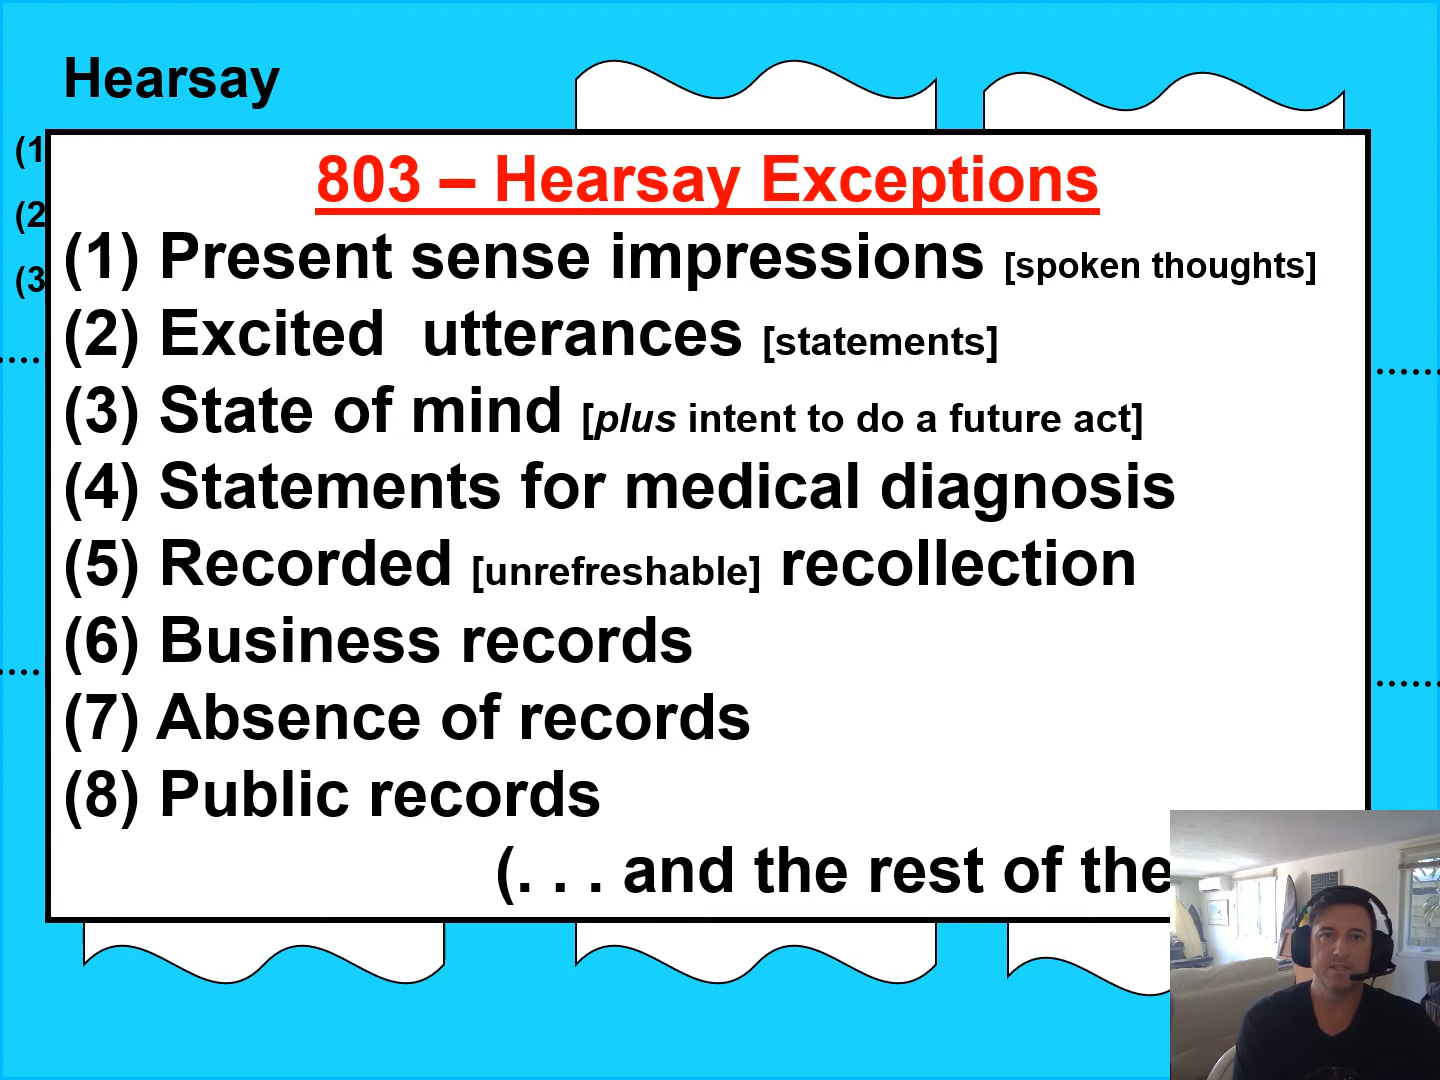 Hearsay
(1
(2
(3
803 – Hearsay Exceptions
(1) Present sense impressions [spoken thoughts]
(2) Excited utterances [statements]
(3) State of mind [plus intent to do a future act]
(4) Statements for medical diagnosis
(5) Recorded [unrefreshable] recollection
(6) Business records
(7) Absence of records
(8) Public records
(. . . and the rest of the